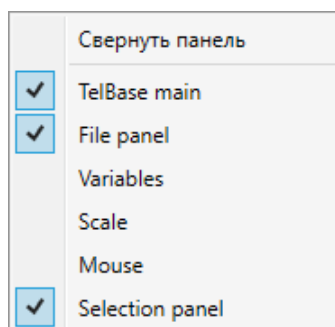 Свернуть панель
TelBase main
File panel
Variables
Scale
Mouse
Selection panel